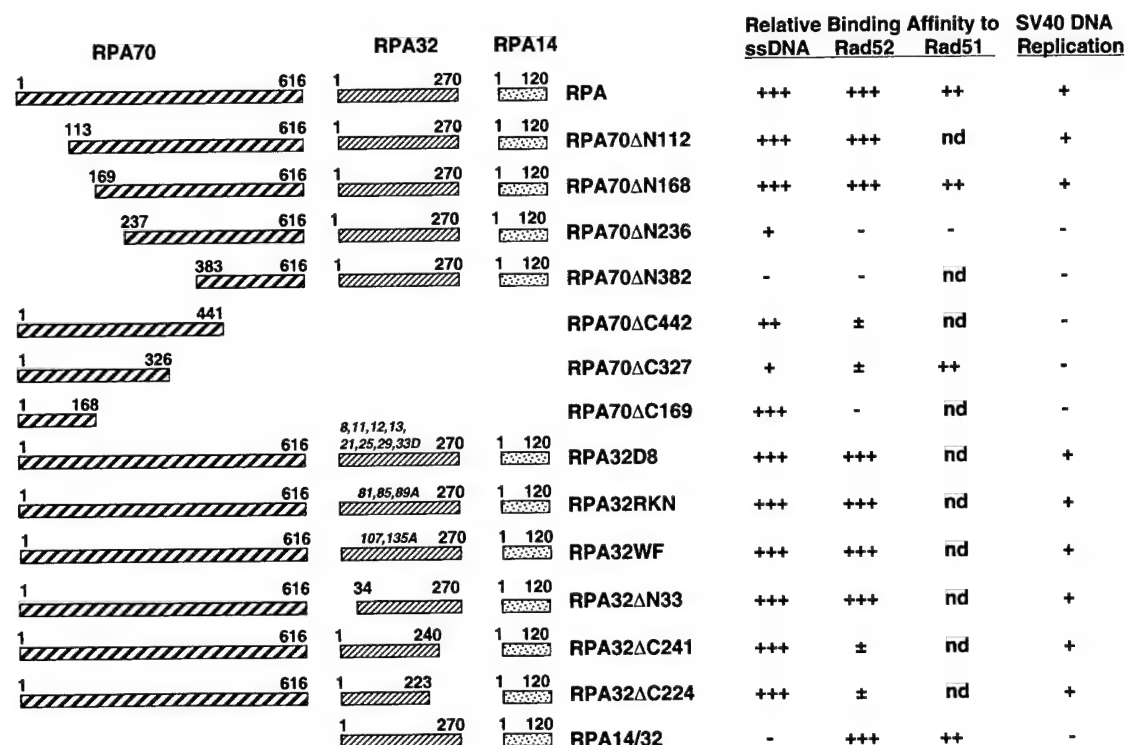 Relative Binding Affinity to SV40 DNA
RPA70 RPA32 RPA14 ssDNA Rad52 Rad51 Replication
1 616 1 270 1 120 RPA +++ +++ ++ +
113 616 1 270 1 120 RPA70ΔN112 +++ +++ nd +
169 616 1 270 1 120 RPA70ΔN168 +++ +++ ++ +
237 616 1 270 1 120 RPA70ΔN236 + - - -
383 616 1 270 1 120 RPA70ΔN382 - - nd -
1 441 RPA70ΔC442 ++ ± nd -
1 326 RPA70ΔC327 + ± ++ -
1 168 RPA70ΔC169 +++ - nd -
8,11,12,13,
1 616 21,25,29,33D 270 1 120 RPA32D8 +++ +++ nd +
1 616 81,85,89A 270 1 120 RPA32RKN +++ +++ nd +
1 616 107,135A 270 1 120 RPA32WF +++ +++ nd +
1 616 34 270 1 120 RPA32ΔN33 +++ +++ nd +
1 616 1 240 1 120 RPA32ΔC241 +++ ± nd +
1 616 1 223 1 120 RPA32ΔC224 +++ ± nd +
1 270 1 120 RPA14/32 - +++ ++ -